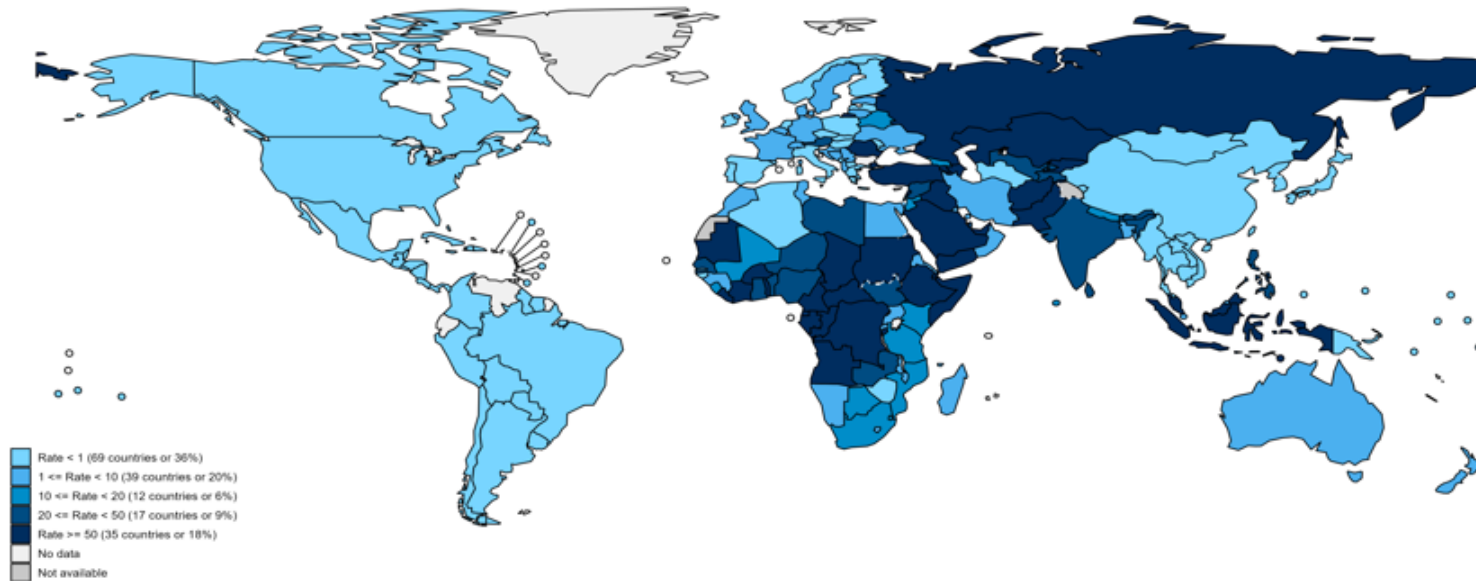 Rate < 1 (69 countries or 36%)
1 <= Rate < 10 (39 countries or 20%)
10 <= Rate < 20 (12 countries or 6%)
20 <= Rate < 50 (17 countries or 9%)
Rate >= 50 (35 countries or 18%)
No data
Not available